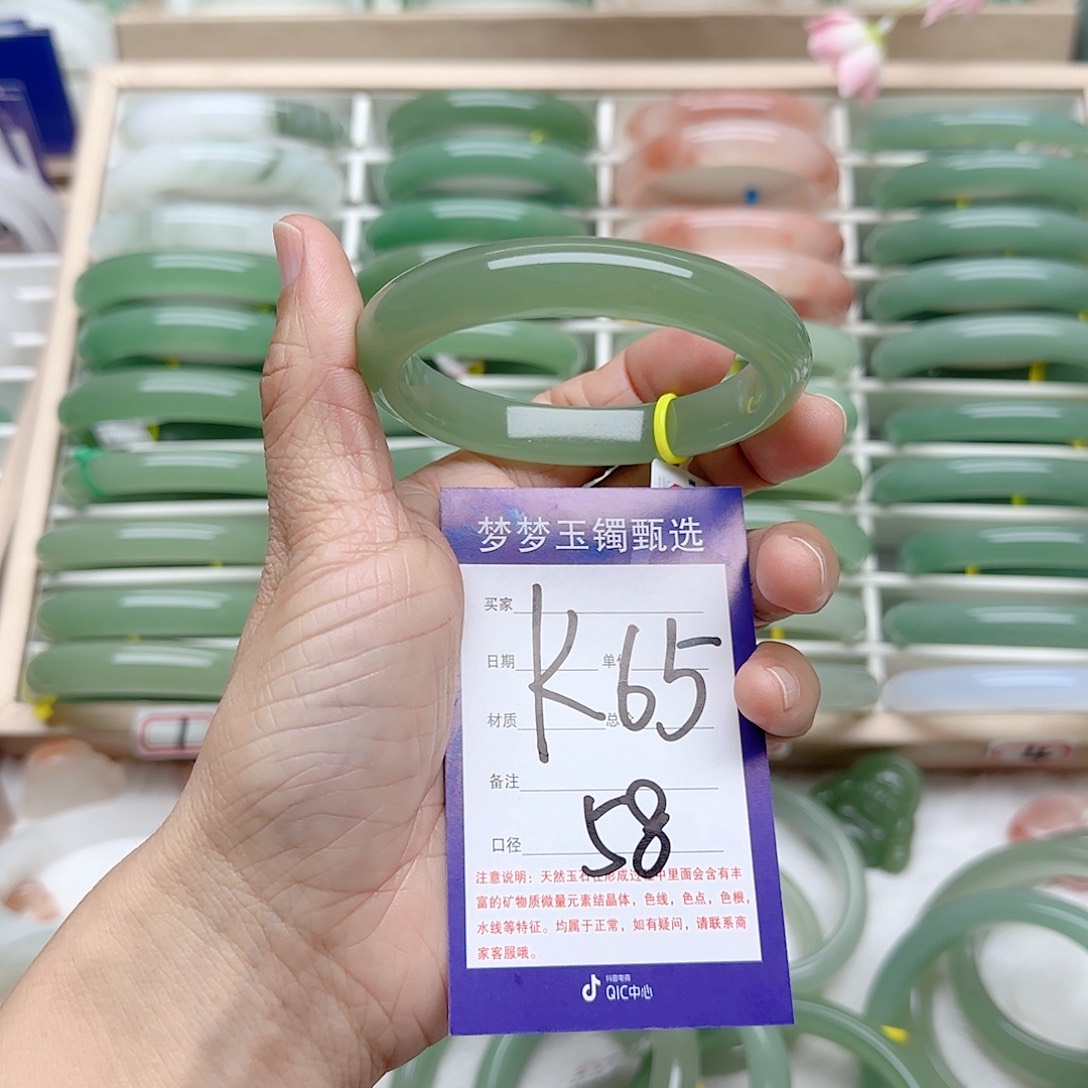 梦梦玉镯甄选
买家
日期 单
K65
材质 总
备注
58
口径
注意说明：天然玉石在形成过 中里面会含有丰
富的矿物质微量元素结晶体，色线，色点，色根，
水线等特征。均属于正常，如有疑问，请联系商
家客服哦。
抖音电商
QIC中心